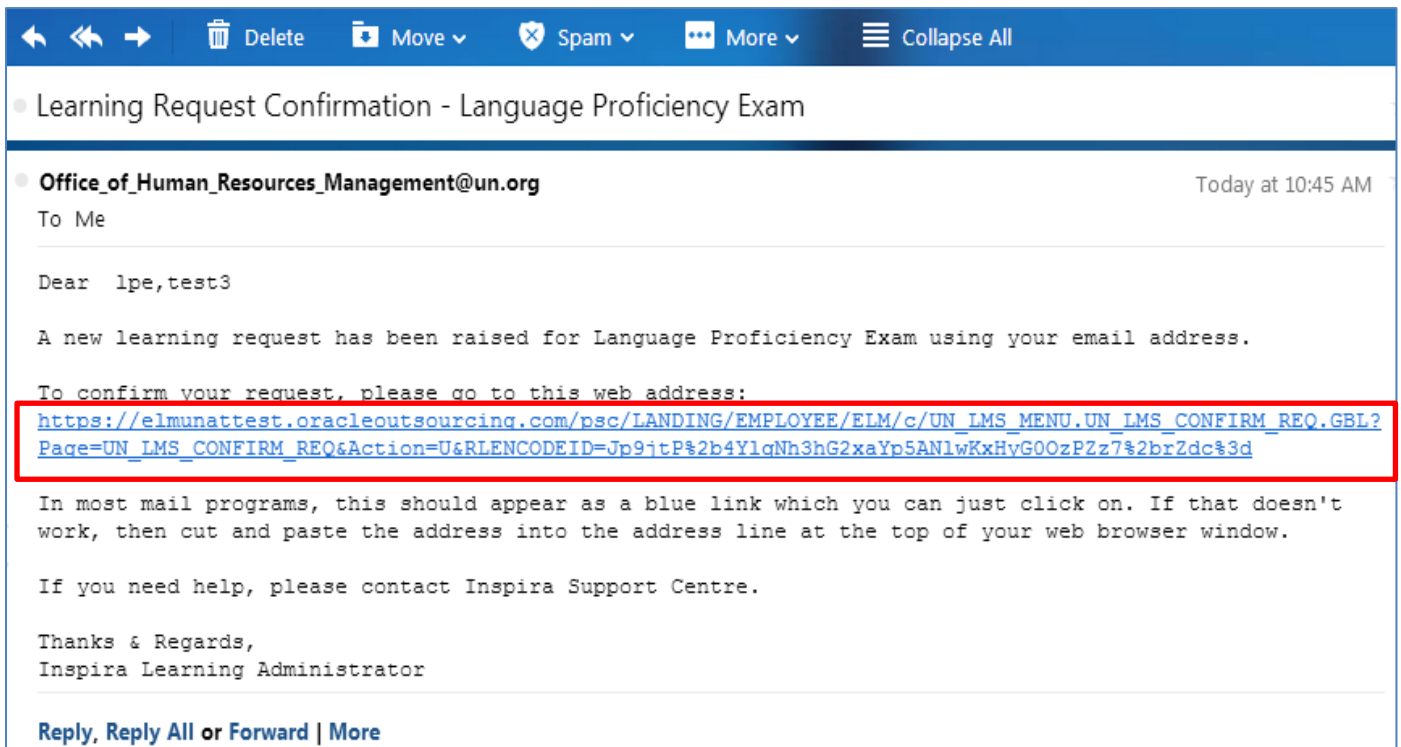 Delete Move Spam More Collapse All
Learning Request Confirmation - Language Proficiency Exam
Office_of_Human_Resources_Management@un.org Today at 10:45 AM
To Me
Dear lpe,test3
A new learning request has been raised for Language Proficiency Exam using your email address.
To confirm your request, please go to this web address:
https://elmunattest.oracleoutsourcing.com/psc/LANDING/EMPLOYEE/ELM/c/UN_LMS_MENU.UN_LMS_CONFIRM_REQ.GBL?
Page=UN_LMS_CONFIRM_REQ&Action=U&RLENCODEID=Jp9jtP%2b4YlqNh3hG2xaYp5ANlwKxHyG0OzPZz7%2brZdc%3d
In most mail programs, this should appear as a blue link which you can just click on. If that doesn't
work, then cut and paste the address into the address line at the top of your web browser window.
If you need help, please contact Inspira Support Centre.
Thanks & Regards,
Inspira Learning Administrator
Reply, Reply All or Forward | More